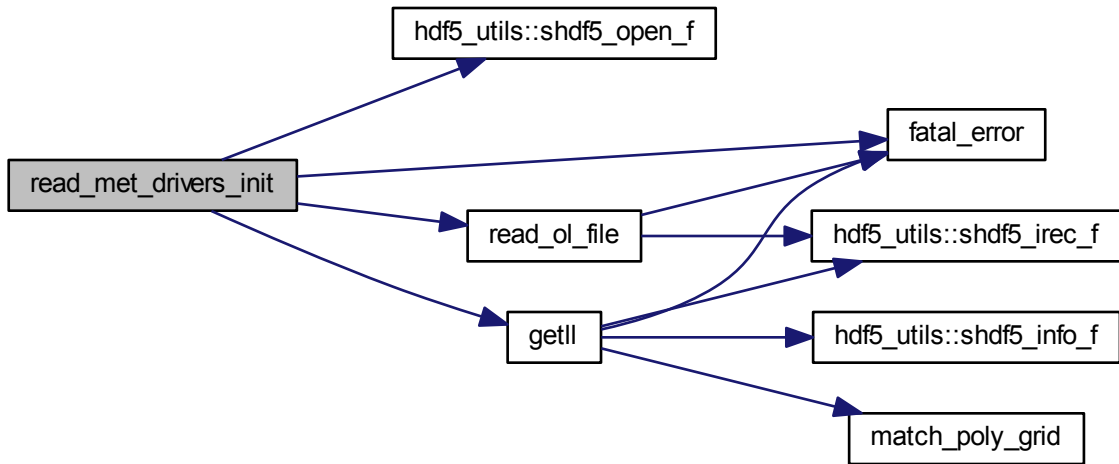 hdf5_utils::shdf5_open_f
fatal_error
read_met_drivers_init
read_ol_file
hdf5_utils::shdf5_irec_f
getll
hdf5_utils::shdf5_info_f
match_poly_grid